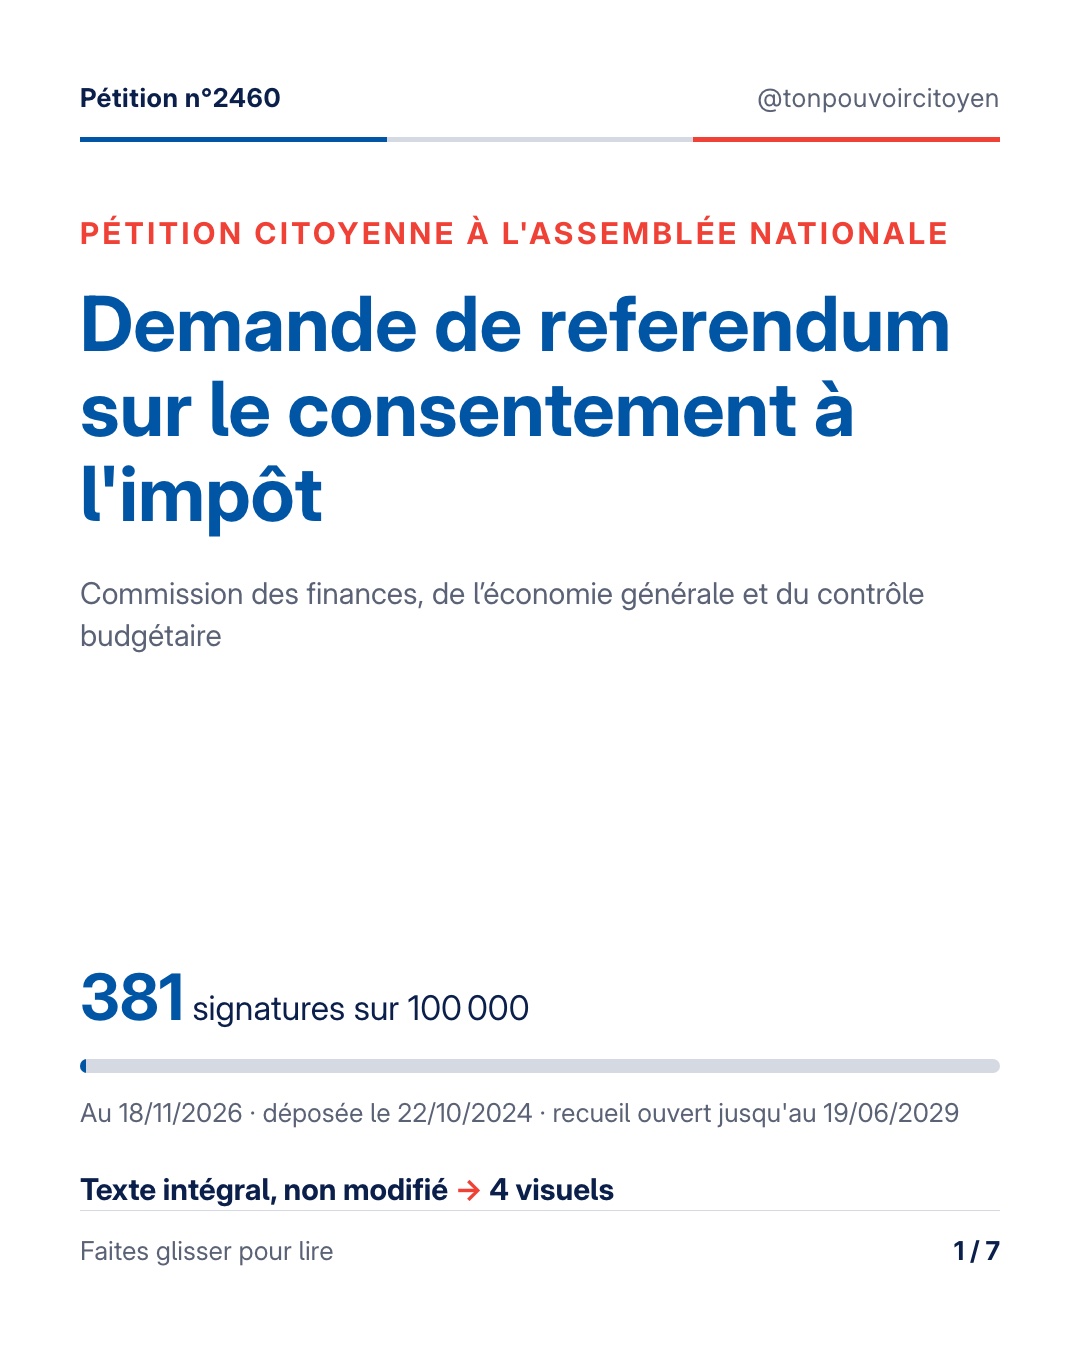 Pétition n°2460
@tonpouvoircitoyen
PÉTITION CITOYENNE À L'ASSEMBLÉE NATIONALE
Demande de referendum
sur le consentement à
l'impôt
Commission des finances, de l’économie générale et du contrôle
budgétaire
381 signatures sur 100 000
Au 18/11/2026 · déposée le 22/10/2024 · recueil ouvert jusqu'au 19/06/2029
Texte intégral, non modifié → 4 visuels
Faites glisser pour lire
1 / 7